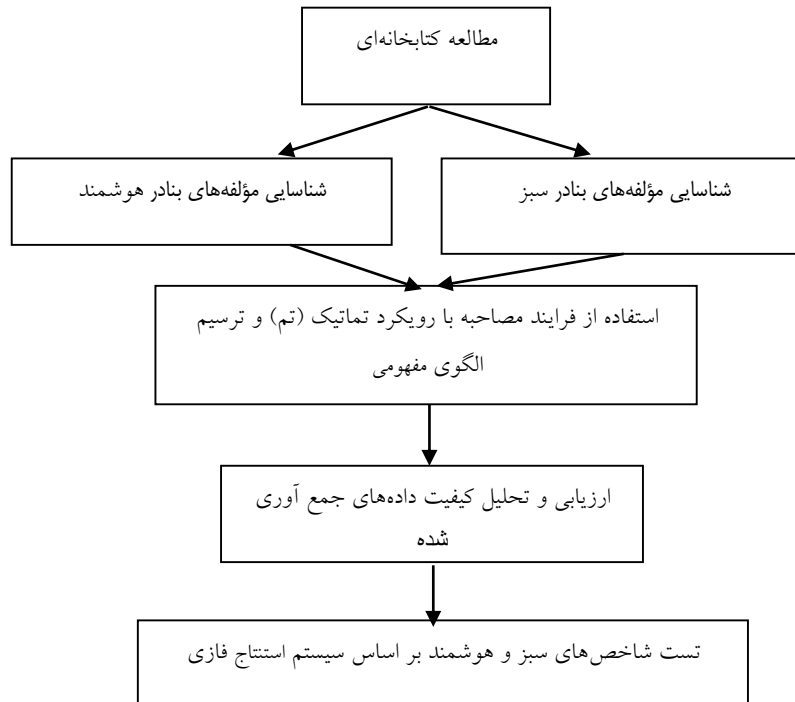 مطالعه کتابخانه‌ای
شناسایی مؤلفه‌های بنادر سبز
شناسایی مؤلفه‌های بنادر هوشمند
استفاده از فرایند مصاحبه با رویکرد تماتیک (تم) و ترسیم
الگوی مفهومی
ارزیابی و تحلیل کیفیت داده‌های جمع آوری
شده
تست شاخص‌های سبز و هوشمند بر اساس سیستم استنتاج فازی